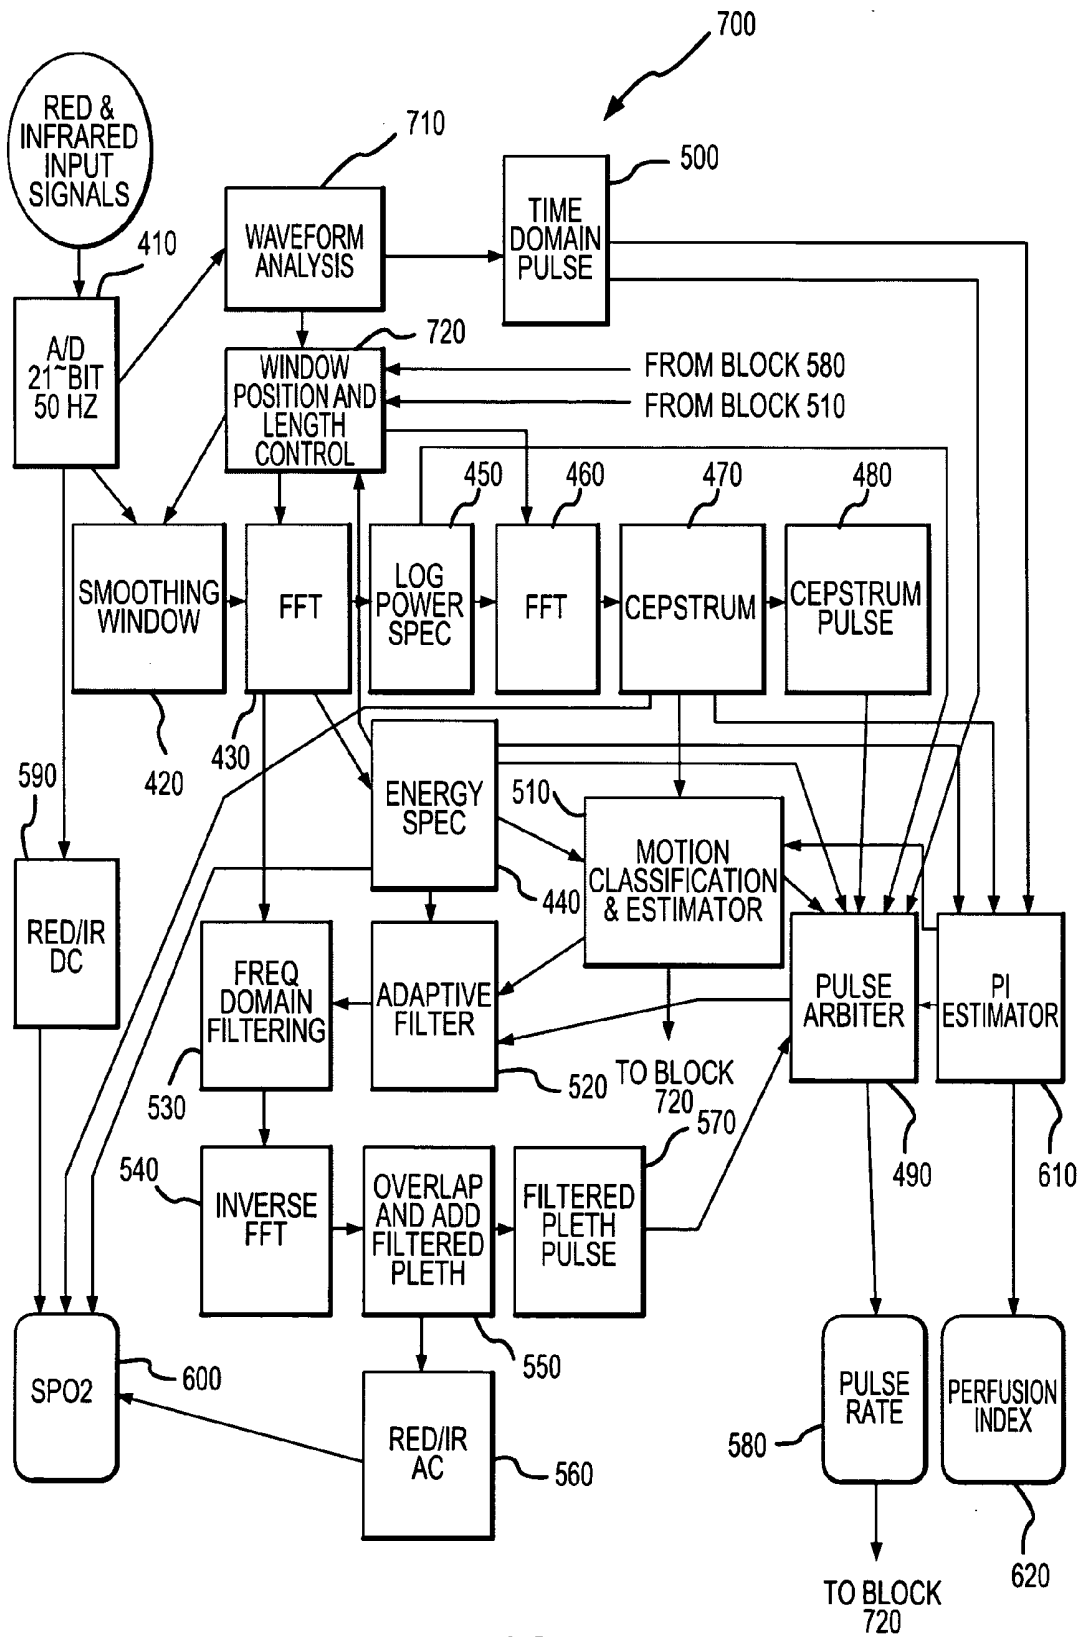 700
RED &
INFRARED
INPUT
SIGNALS
710
500
WAVEFORM
ANALYSIS
TIME
DOMAIN
PULSE
410
A/D
21~BIT
50 HZ
720
WINDOW
POSITION AND
LENGTH
CONTROL
FROM BLOCK 580
FROM BLOCK 510
450
460
470
480
SMOOTHING
WINDOW
FFT
LOG
POWER
SPEC
FFT
CEPSTRUM
CEPSTRUM
PULSE
420
430
590
ENERGY
SPEC
440
510
MOTION
CLASSIFICATION
& ESTIMATOR
RED/IR
DC
FREQ
DOMAIN
FILTERING
530
ADAPTIVE
FILTER
520
TO BLOCK
720
PULSE
ARBITER
490
PI
ESTIMATOR
610
540
INVERSE
FFT
OVERLAP
AND ADD
FILTERED
PLETH
550
570
FILTERED
PLETH
PULSE
SPO2
600
RED/IR
AC
560
PULSE
RATE
580
PERFUSION
INDEX
620
TO BLOCK
720